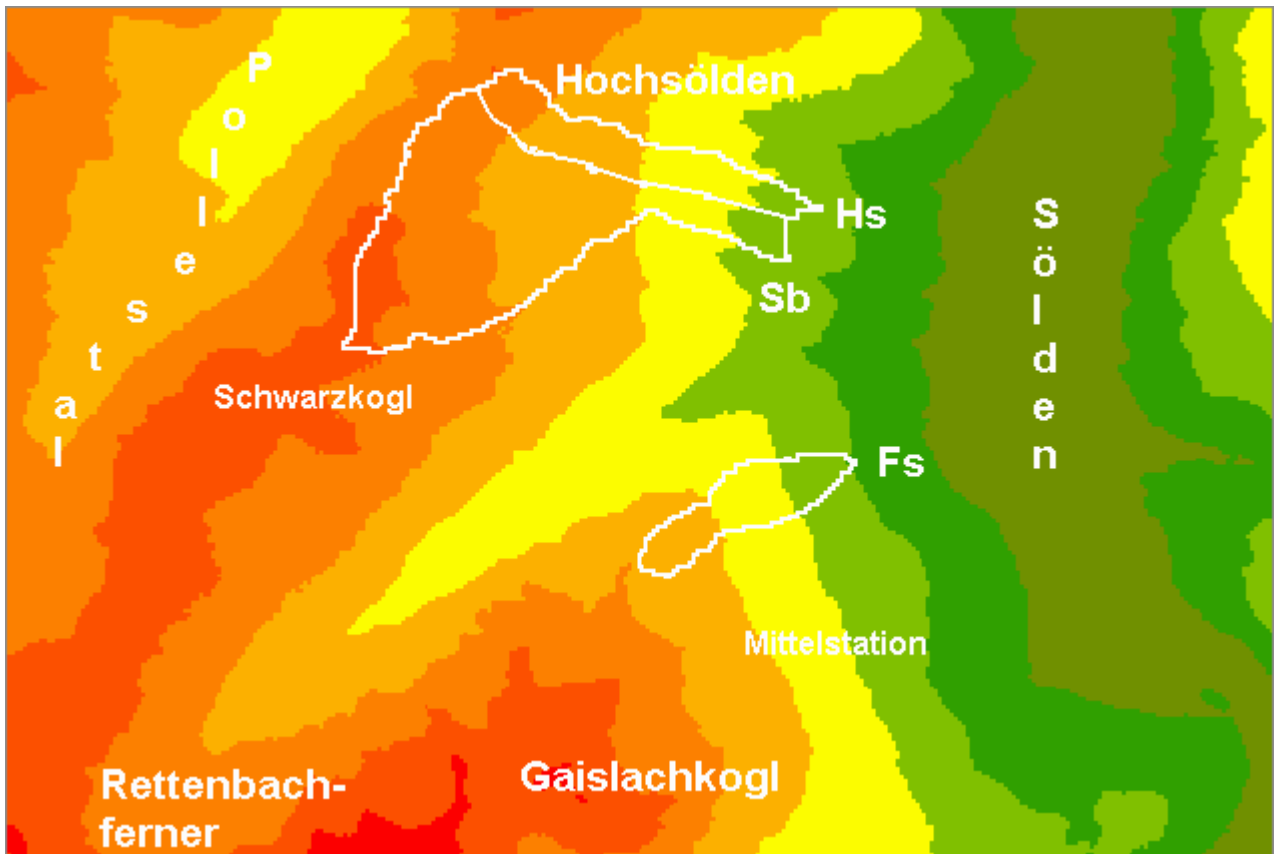 Pollestal
Hochsölden
Hs
Sölden
Sb
Schwarzkogl
Fs
Mittelstation
Gaislachkogl
Rettenbach-
ferner